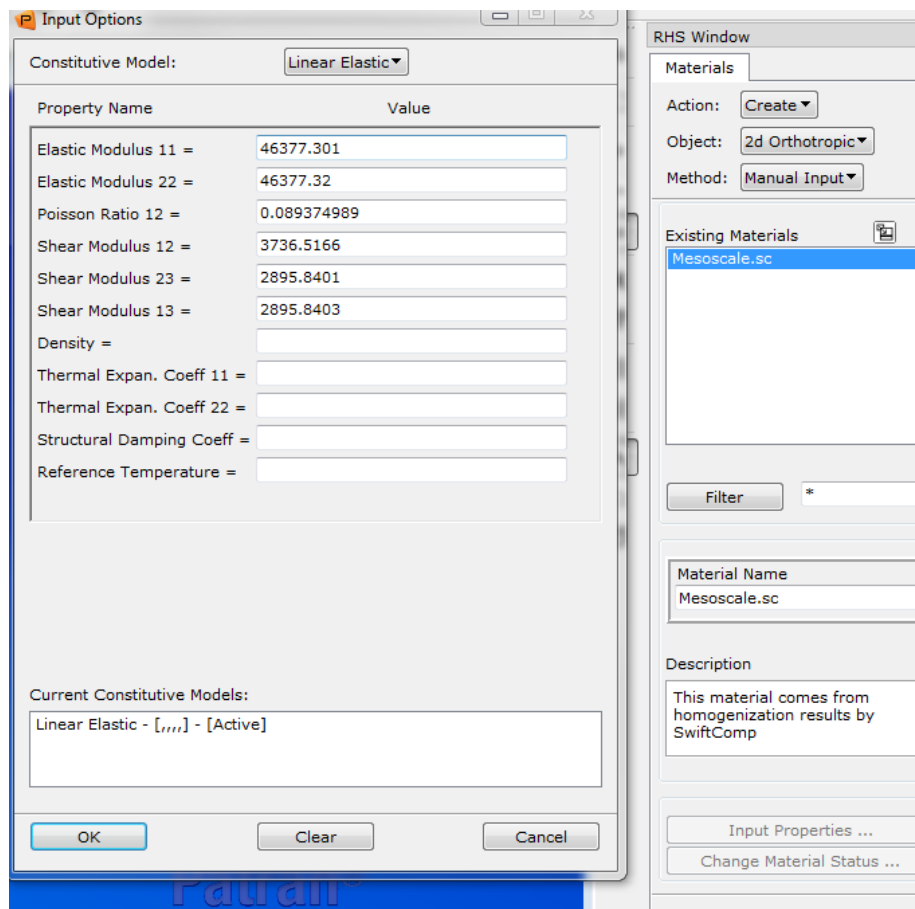 Input Options
Constitutive Model: Linear Elastic
Property Name Value
Elastic Modulus 11 = 46377.301
Elastic Modulus 22 = 46377.32
Poisson Ratio 12 = 0.089374989
Shear Modulus 12 = 3736.5166
Shear Modulus 23 = 2895.8401
Shear Modulus 13 = 2895.8403
Density =
Thermal Expan. Coeff 11 =
Thermal Expan. Coeff 22 =
Structural Damping Coeff =
Reference Temperature =
Current Constitutive Models:
Linear Elastic - [,,,,] - [Active]
OK Clear Cancel
Patran®
RHS Window
Materials
Action: Create
Object: 2d Orthotropic
Method: Manual Input
Existing Materials
Mesoscale.sc
Filter *
Material Name
Mesoscale.sc
Description
This material comes from
homogenization results by
SwiftComp
Input Properties ...
Change Material Status ...